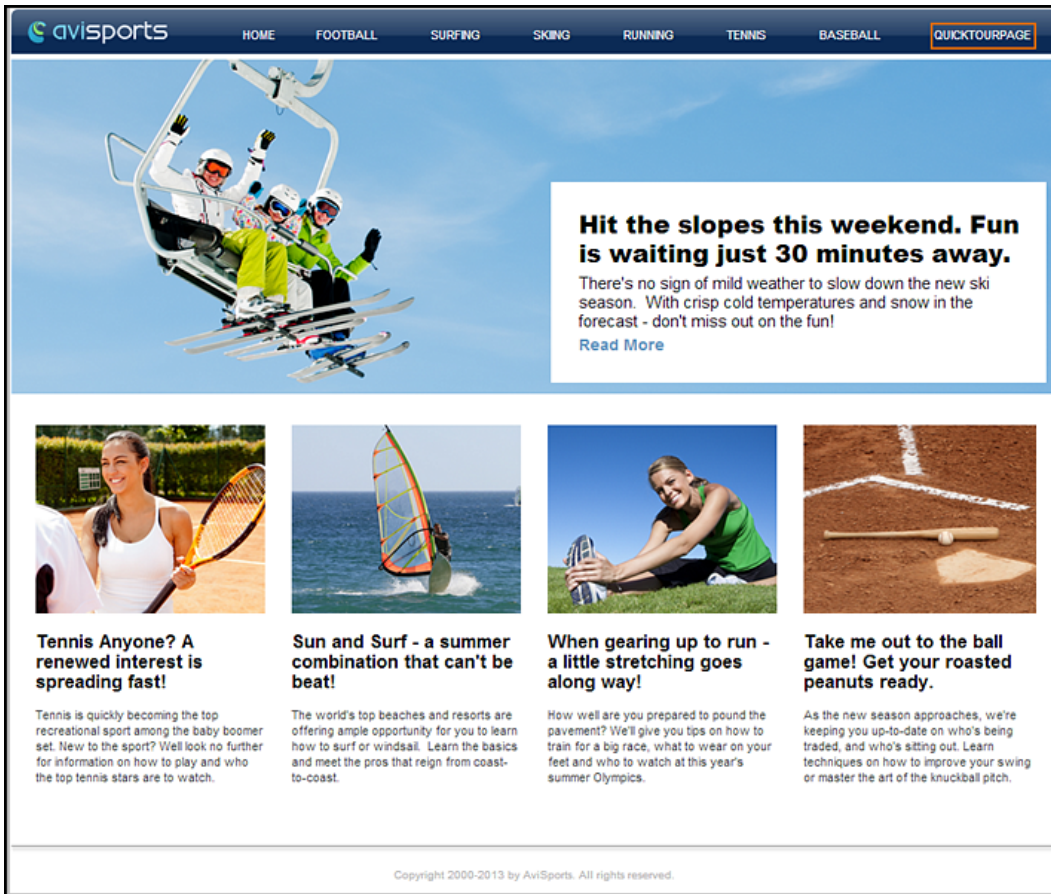 avisports
HOME FOOTBALL SURFING SKIING RUNNING TENNIS BASEBALL QUICKTOURPAGE
Hit the slopes this weekend. Fun
is waiting just 30 minutes away.
There's no sign of mild weather to slow down the new ski
season.  With crisp cold temperatures and snow in the
forecast - don't miss out on the fun!
Read More
Tennis Anyone? A
renewed interest is
spreading fast!
Tennis is quickly becoming the top
recreational sport among the baby boomer
set. New to the sport? Well look no further
for information on how to play and who
the top tennis stars are to watch.
Sun and Surf - a summer
combination that can't be
beat!
The world's top beaches and resorts are
offering ample opportunity for you to learn
how to surf or windsail.  Learn the basics
and meet the pros that reign from coast-
to-coast.
When gearing up to run -
a little stretching goes
along way!
How well are you prepared to pound the
pavement? We'll give you tips on how to
train for a big race, what to wear on your
feet and who to watch at this year's
summer Olympics.
Take me out to the ball
game! Get your roasted
peanuts ready.
As the new season approaches, we're
keeping you up-to-date on who's being
traded, and who's sitting out. Learn
techniques on how to improve your swing
or master the art of the knuckball pitch.
Copyright 2000-2013 by AviSports. All rights reserved.